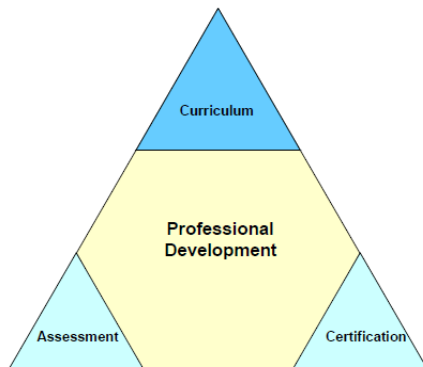 Curriculum
Professional
Development
Assessment
Certification